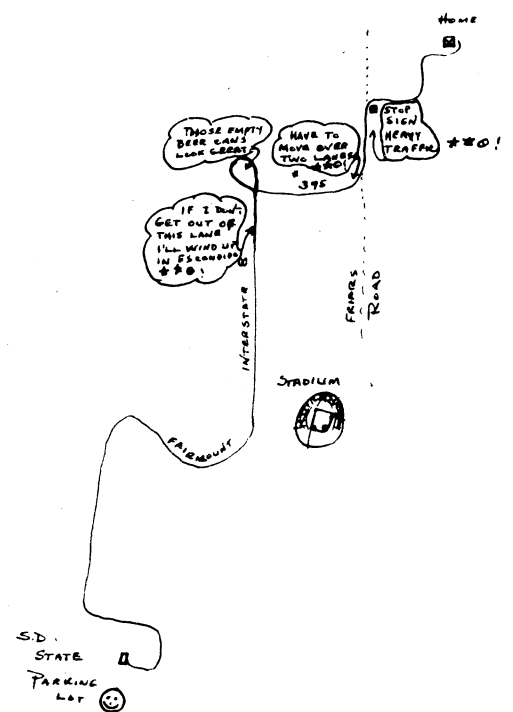 HOME
STOP
SIGN
HEAVY
TRAFFIC
**@!
THOSE EMPTY
BEER CANS
LOOK GREAT
HAVE TO
MOVE OVER
TWO LANES
***@!
395
IF I DON'T
GET OUT OF
THIS LANE
I'LL WIND UP
IN ESCONDIDO
**@!
INTERSTATE
FRIARS
ROAD
STADIUM
FAIRMOUNT
S.D.
STATE
PARKING
LOT